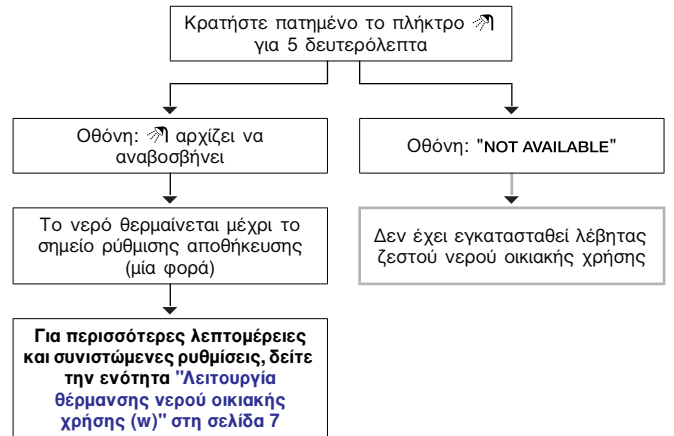 Κρατήστε πατημένο το πλήκτρο
για 5 δευτερόλεπτα
Οθόνη: αρχίζει να
αναβοσβήνει
Οθόνη: "NOT AVAILABLE"
Το νερό θερμαίνεται μέχρι το
σημείο ρύθμισης αποθήκευσης
(μία φορά)
Δεν έχει εγκατασταθεί λέβητας
ζεστού νερού οικιακής χρήσης
Για περισσότερες λεπτομέρειες
και συνιστώμενες ρυθμίσεις, δείτε
την ενότητα "Λειτουργία
θέρμανσης νερού οικιακής
χρήσης (w)" στη σελίδα 7